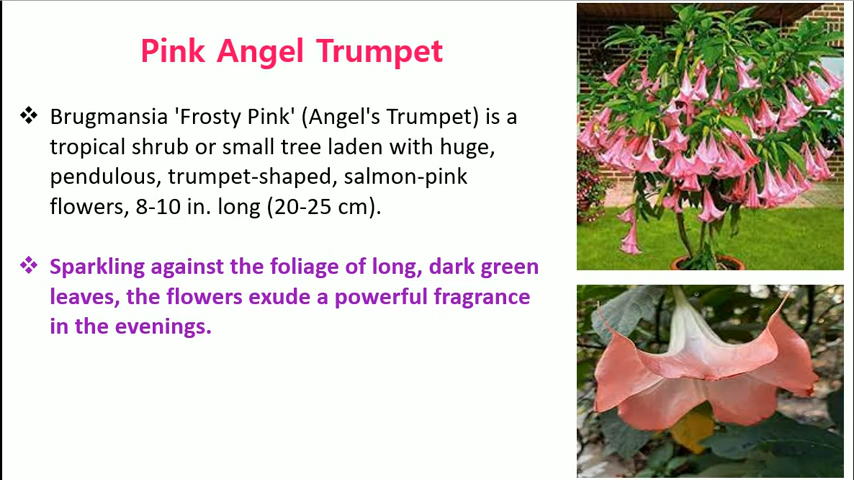 Pink Angel Trumpet
❖ Brugmansia 'Frosty Pink' (Angel's Trumpet) is a
tropical shrub or small tree laden with huge,
pendulous, trumpet-shaped, salmon-pink
flowers, 8-10 in. long (20-25 cm).
❖ Sparkling against the foliage of long, dark green
leaves, the flowers exude a powerful fragrance
in the evenings.